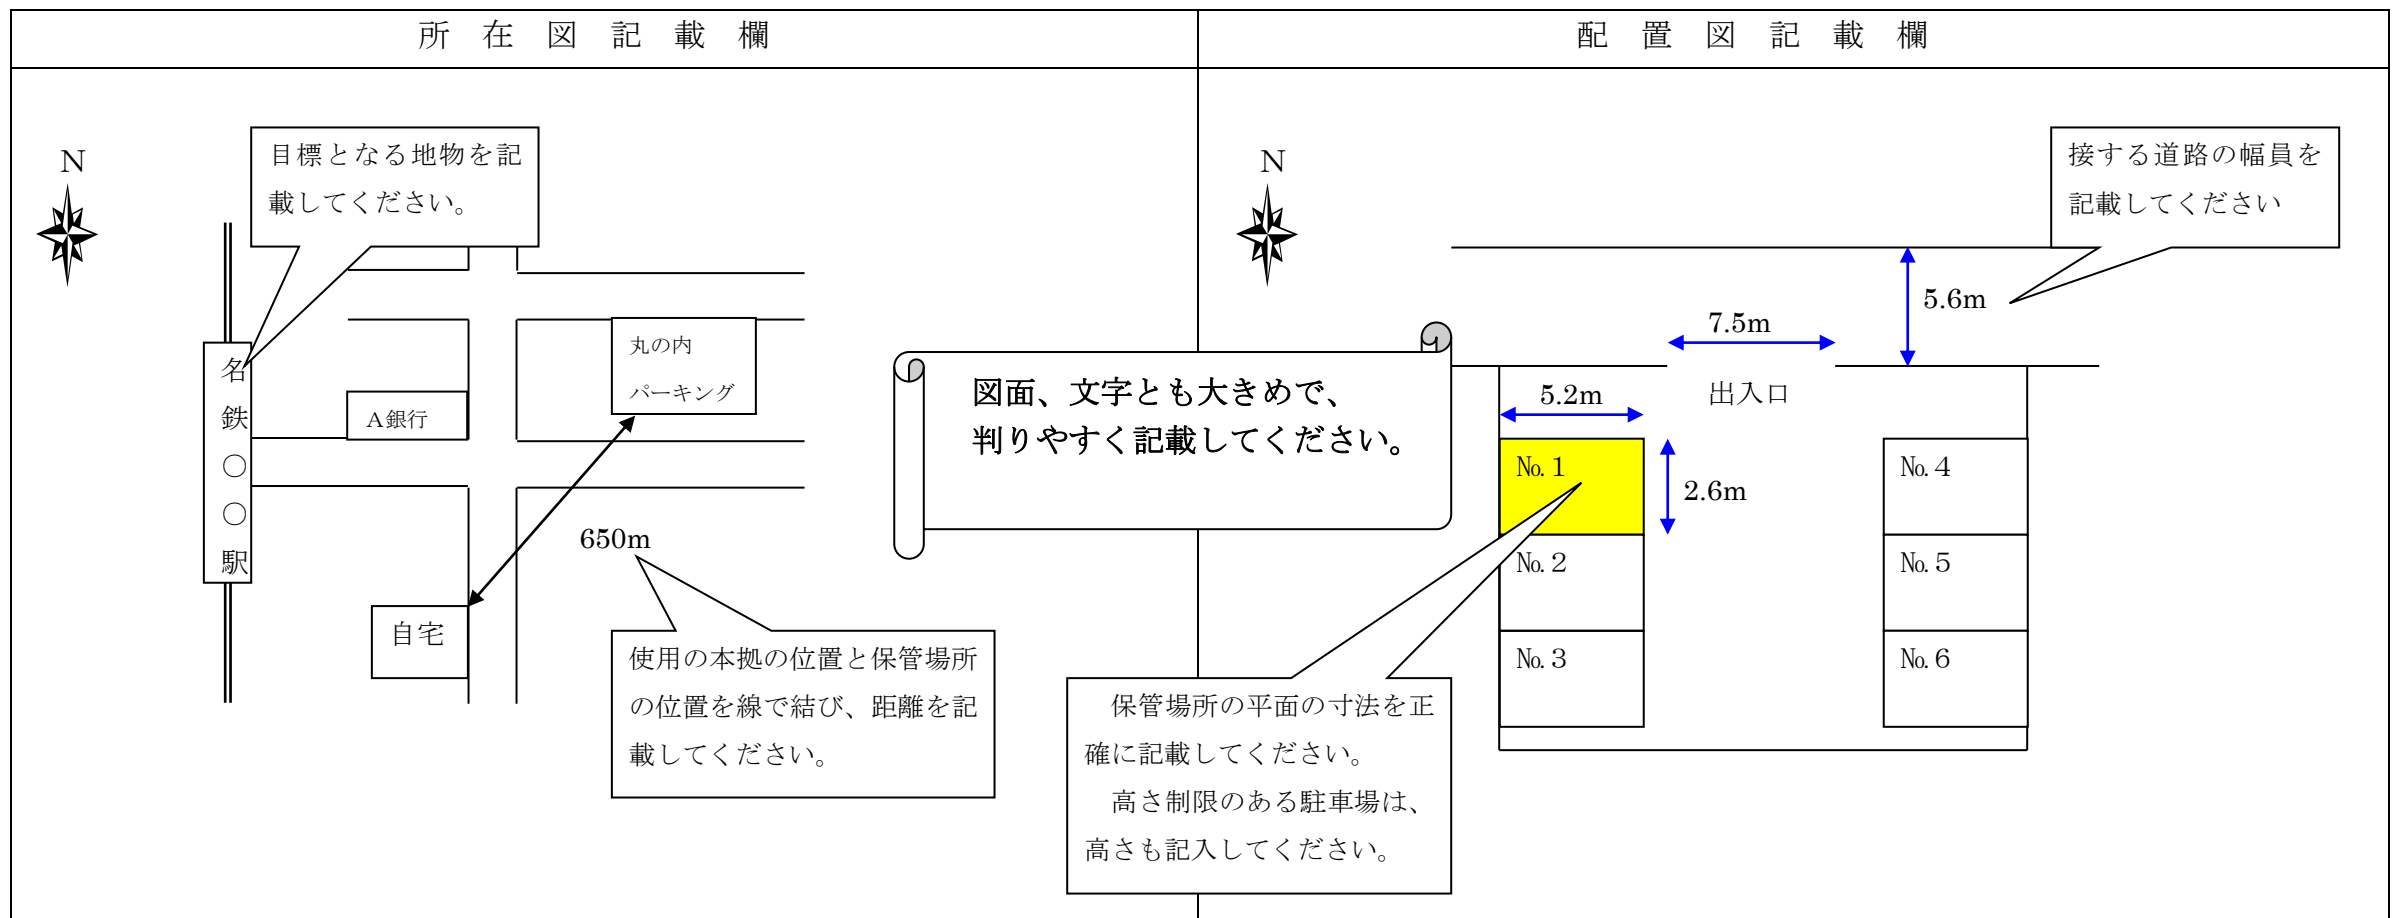 所在図記載欄
配置図記載欄
N
目標となる地物を記
載してください。
名鉄〇〇駅
丸の内
パーキング
A銀行
650m
自宅
使用の本拠の位置と保管場所
の位置を線で結び、距離を記
載してください。
図面、文字とも大きめで、
判りやすく記載してください。
N
接する道路の幅員を
記載してください
5.6m
7.5m
出入口
5.2m
2.6m
№.1
№.2
№.3
№.4
№.5
№.6
保管場所の平面の寸法を正
確に記載してください。
高さ制限のある駐車場は、
高さも記入してください。